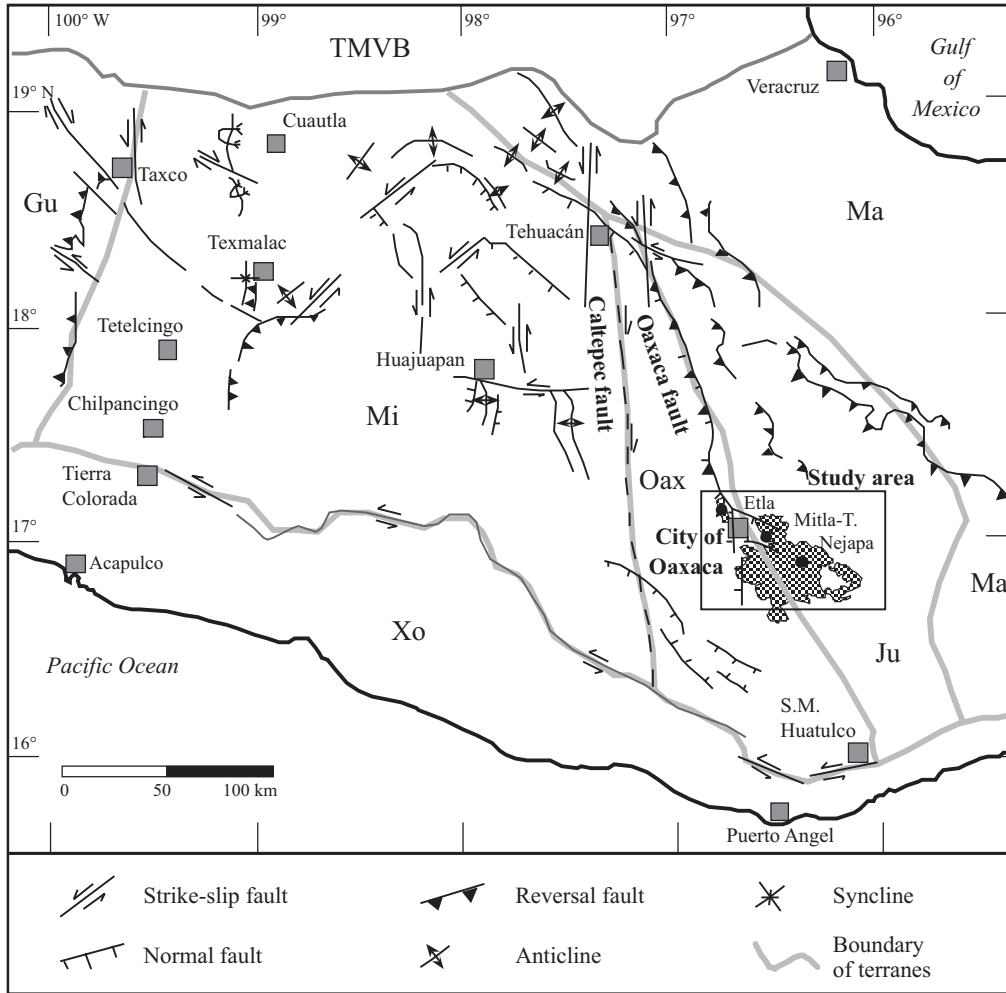 100° W
99°
98°
97°
96°
TMVB
Gulf
of
Mexico
Veracruz
19° N
Cuautla
Taxco
Gu
Ma
Texmalac
Tehuacán
18°
Tetelcingo
Caltepec fault
Oaxaca fault
Huajuapan
Chilpancingo
Mi
Tierra
Colorada
Oax
Study area
17°
Etla
Mitla-T.
City of
Nejapa
Oaxaca
Acapulco
Ma
Xo
Pacific Ocean
Ju
S.M.
Huatulco
16°
0 50 100 km
Puerto Angel
Strike-slip fault
Reversal fault
Syncline
Normal fault
Anticline
Boundary
of terranes